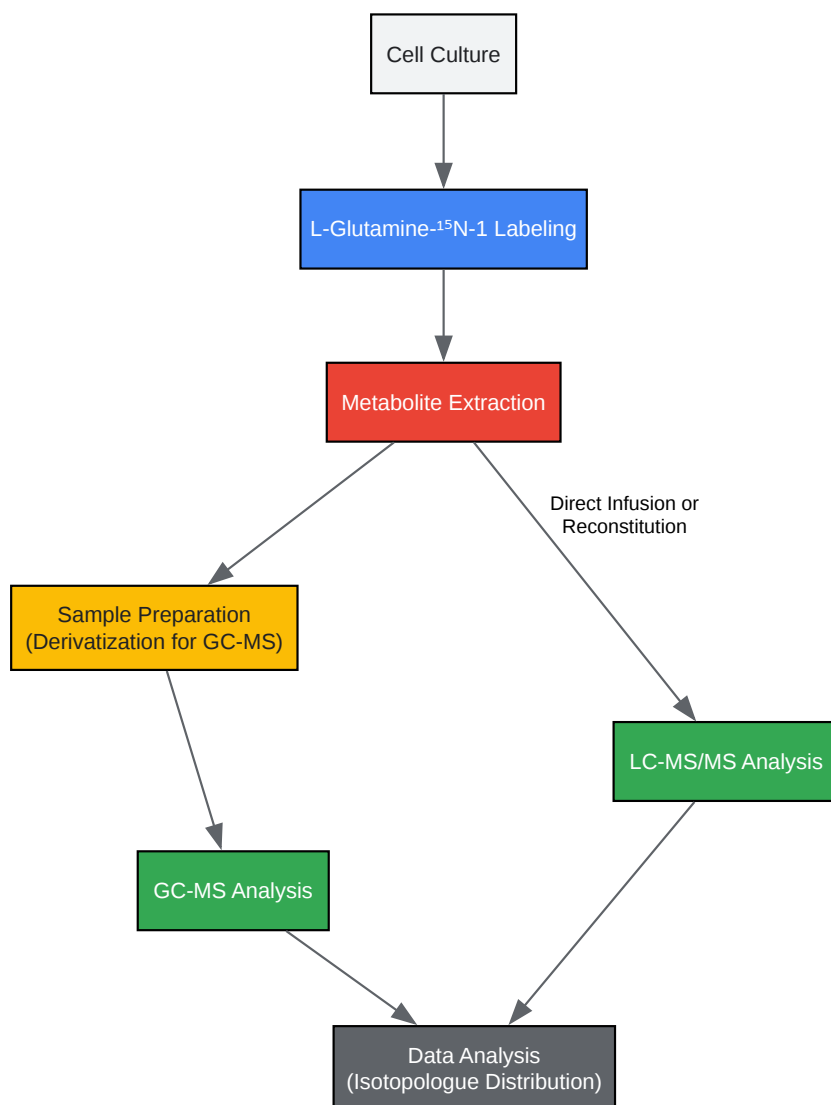 Cell Culture
L-Glutamine-¹⁵N-1 Labeling
Metabolite Extraction
Direct Infusion or
Reconstitution
Sample Preparation
(Derivatization for GC-MS)
LC-MS/MS Analysis
GC-MS Analysis
Data Analysis
(Isotopologue Distribution)